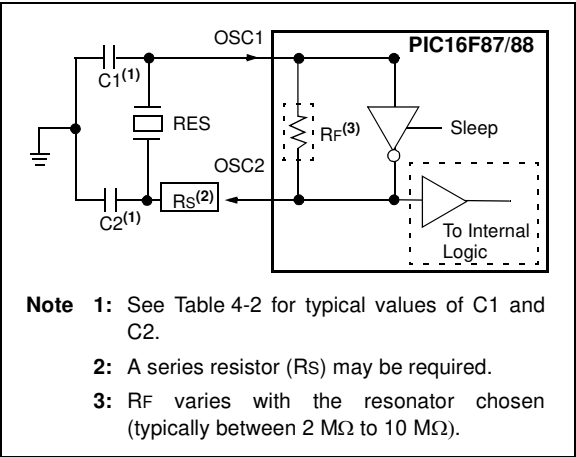 OSC1
PIC16F87/88
C1(1)
RES
RF(3)
Sleep
OSC2
RS(2)
C2(1)
To Internal
Logic
Note 1: See Table 4-2 for typical values of C1 and
C2.
2: A series resistor (RS) may be required.
3: RF varies with the resonator chosen
(typically between 2 MΩ to 10 MΩ).